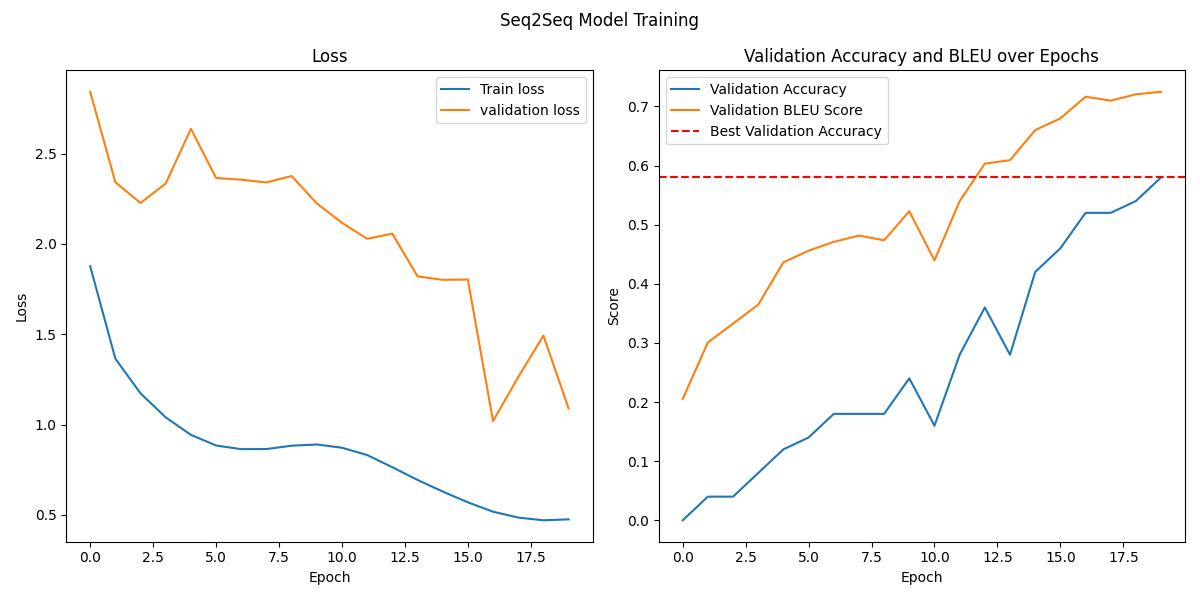 Seq2Seq Model Training
Loss
Train loss
validation loss
2.5
2.0
1.5
1.0
0.5
Loss
0.0 2.5 5.0 7.5 10.0 12.5 15.0 17.5
Epoch
Validation Accuracy and BLEU over Epochs
Validation Accuracy
Validation BLEU Score
Best Validation Accuracy
0.7
0.6
0.5
0.4
0.3
0.2
0.1
0.0
Score
0.0 2.5 5.0 7.5 10.0 12.5 15.0 17.5
Epoch